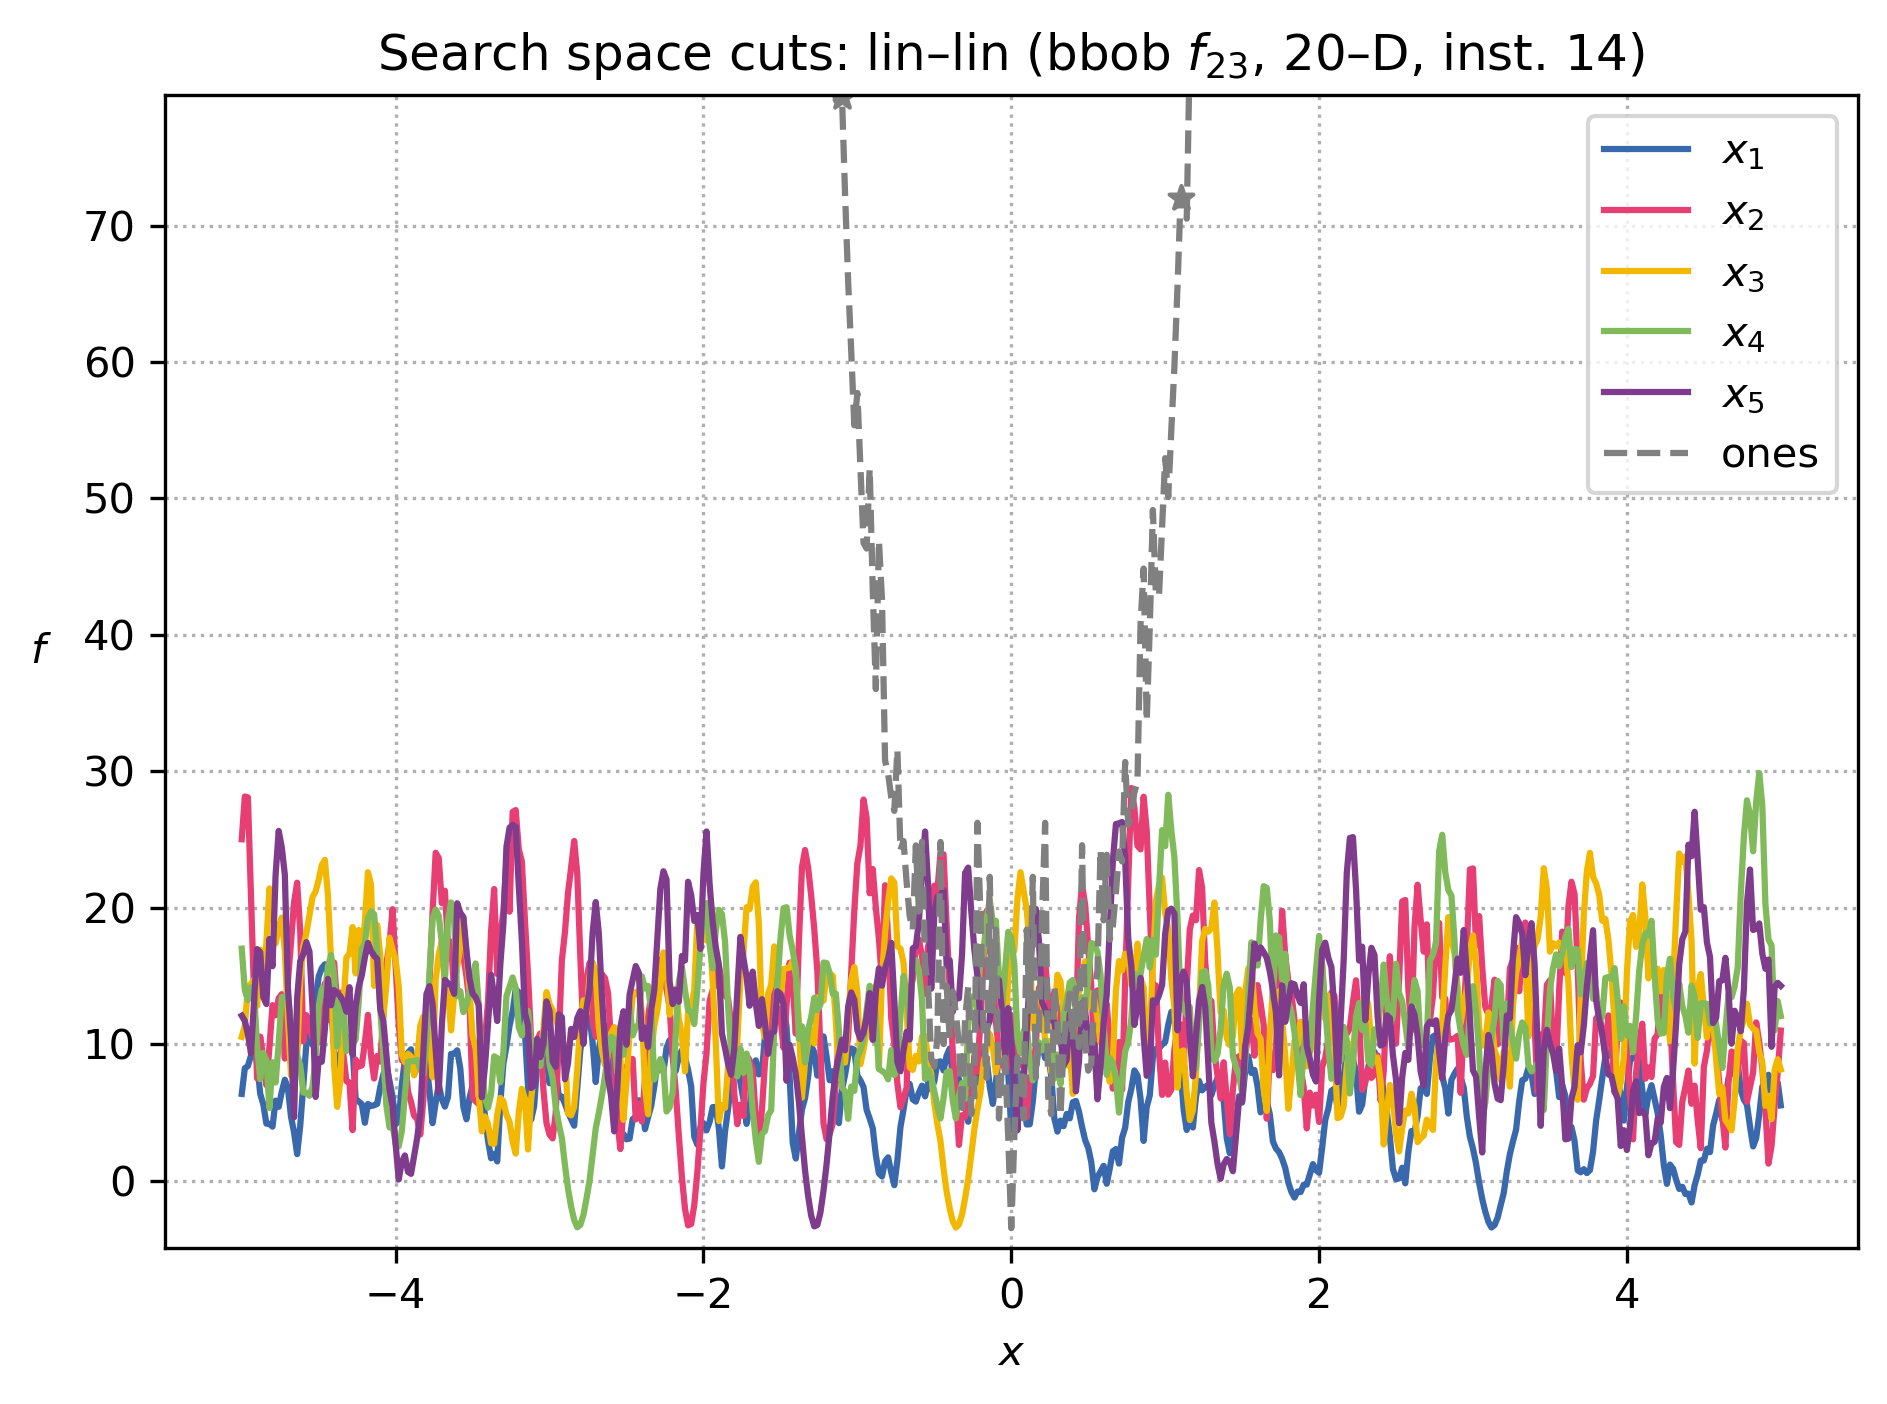 Search space cuts: lin–lin (bbob f₂₃, 20–D, inst. 14)
x₁
x₂
x₃
x₄
x₅
ones
70
60
50
40
30
20
10
0
f
−4
−2
0
2
4
x